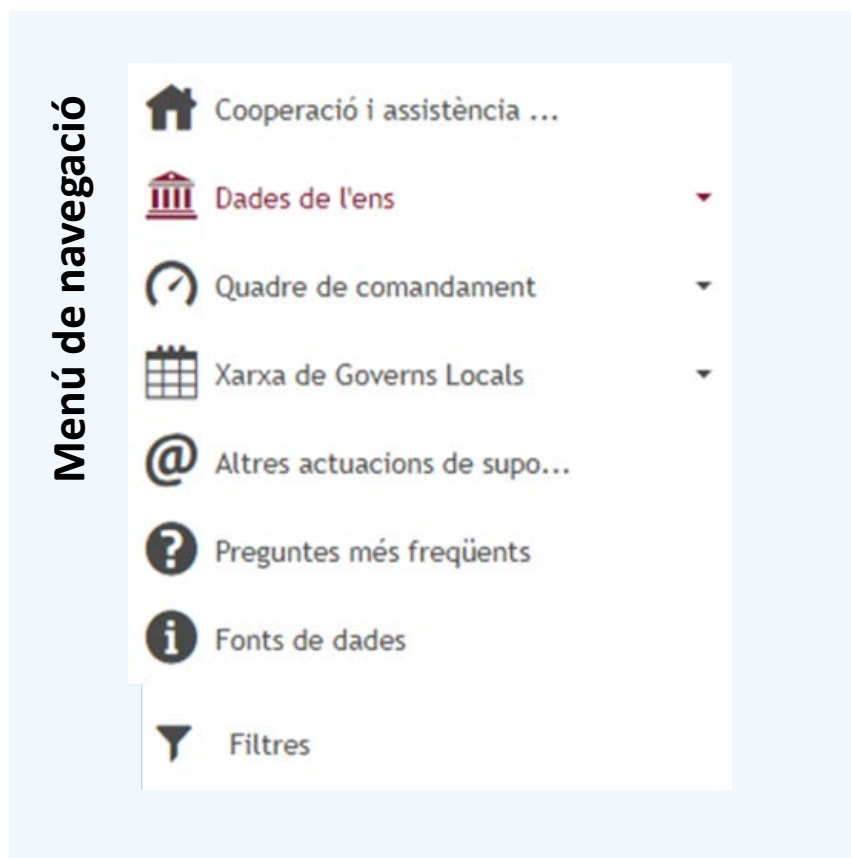 Menú de navegació
Cooperació i assistència ...
Dades de l'ens
Quadre de comandament
Xarxa de Governs Locals
Altres actuacions de supo...
Preguntes més freqüents
Fonts de dades
Filtres